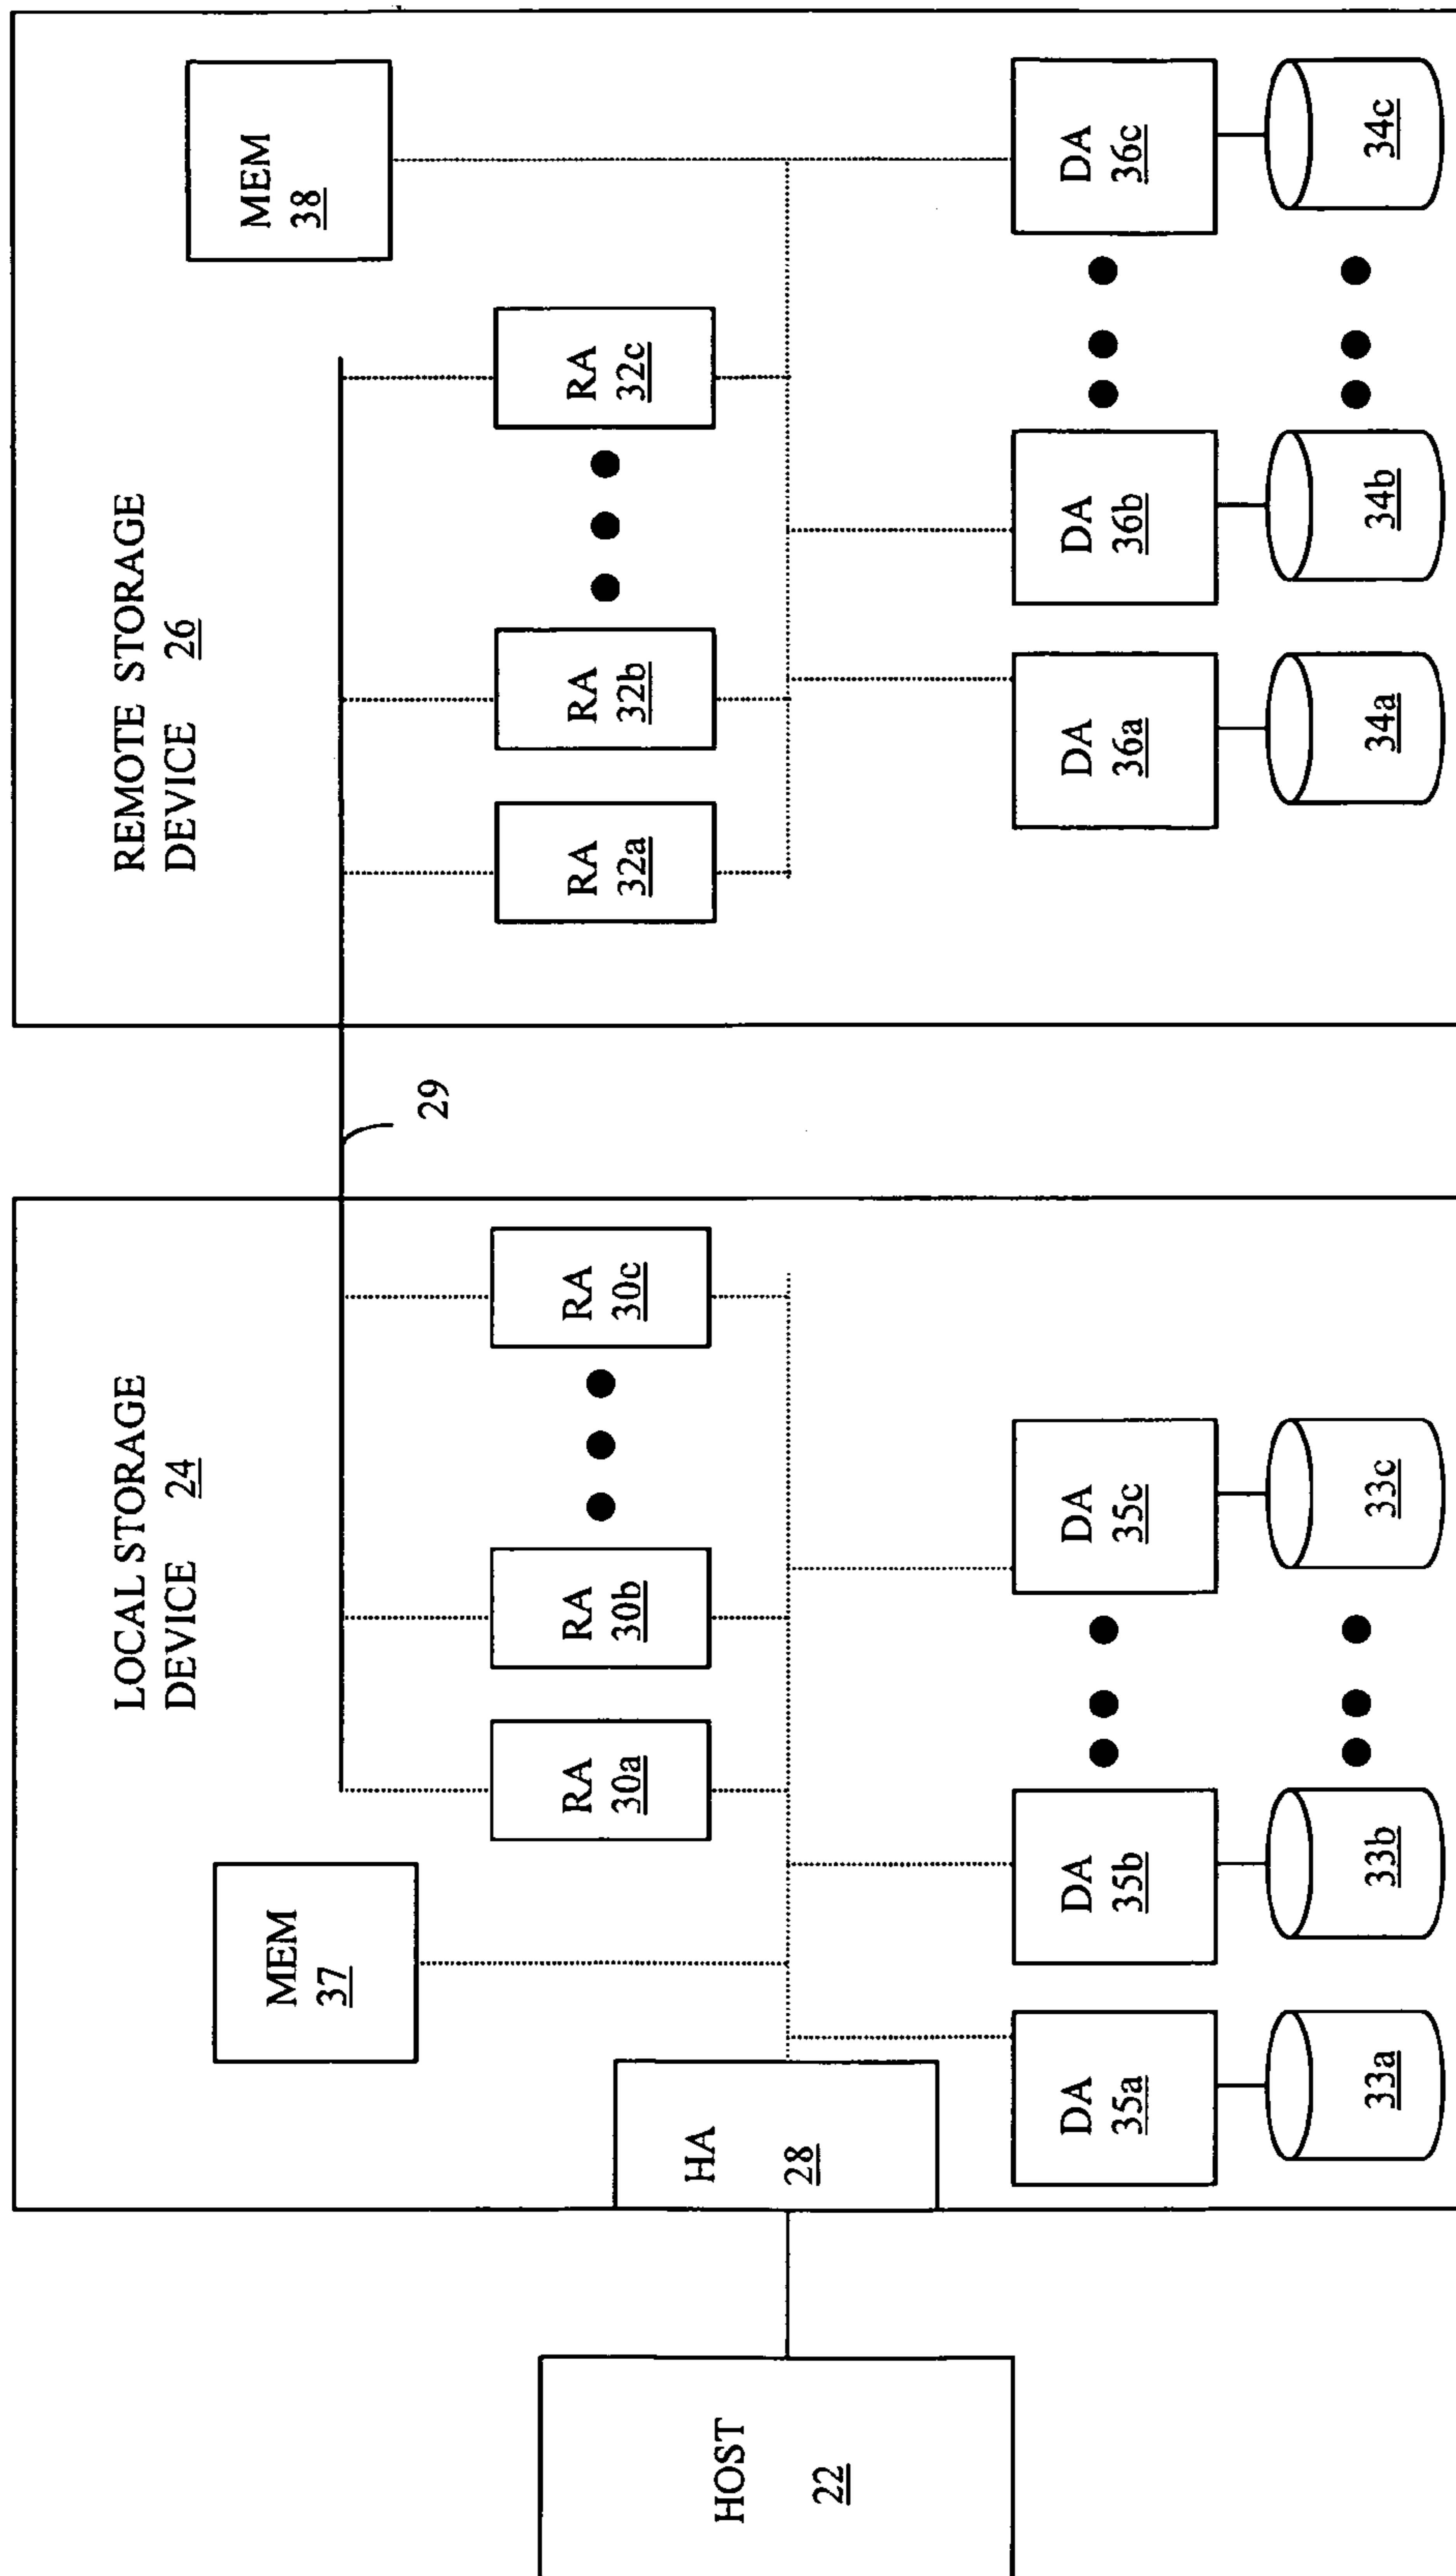 HOST
22
LOCAL STORAGE
DEVICE 24
MEM
37
HA
28
RA
30a
RA
30b
RA
30c
DA
35a
DA
35b
DA
35c
33a
33b
33c
29
REMOTE STORAGE
DEVICE 26
MEM
38
RA
32a
RA
32b
RA
32c
DA
36a
DA
36b
DA
36c
34a
34b
34c